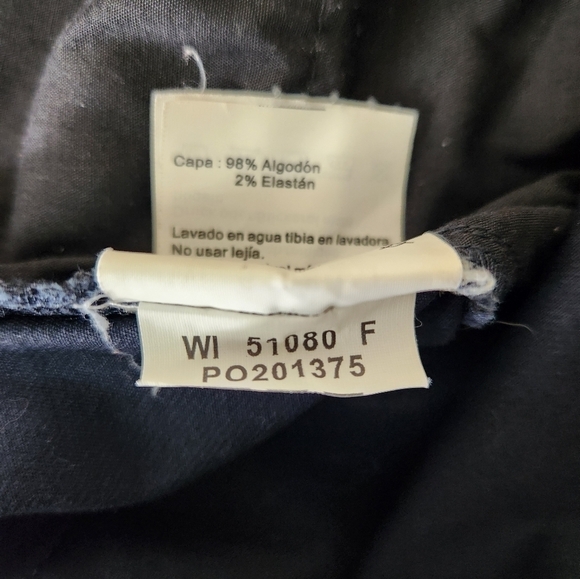 Capa : 98% Algodón
2% Elastán
Lavado en agua tibia en lavadora.
No usar lejía.
WI 51080 F
PO201375